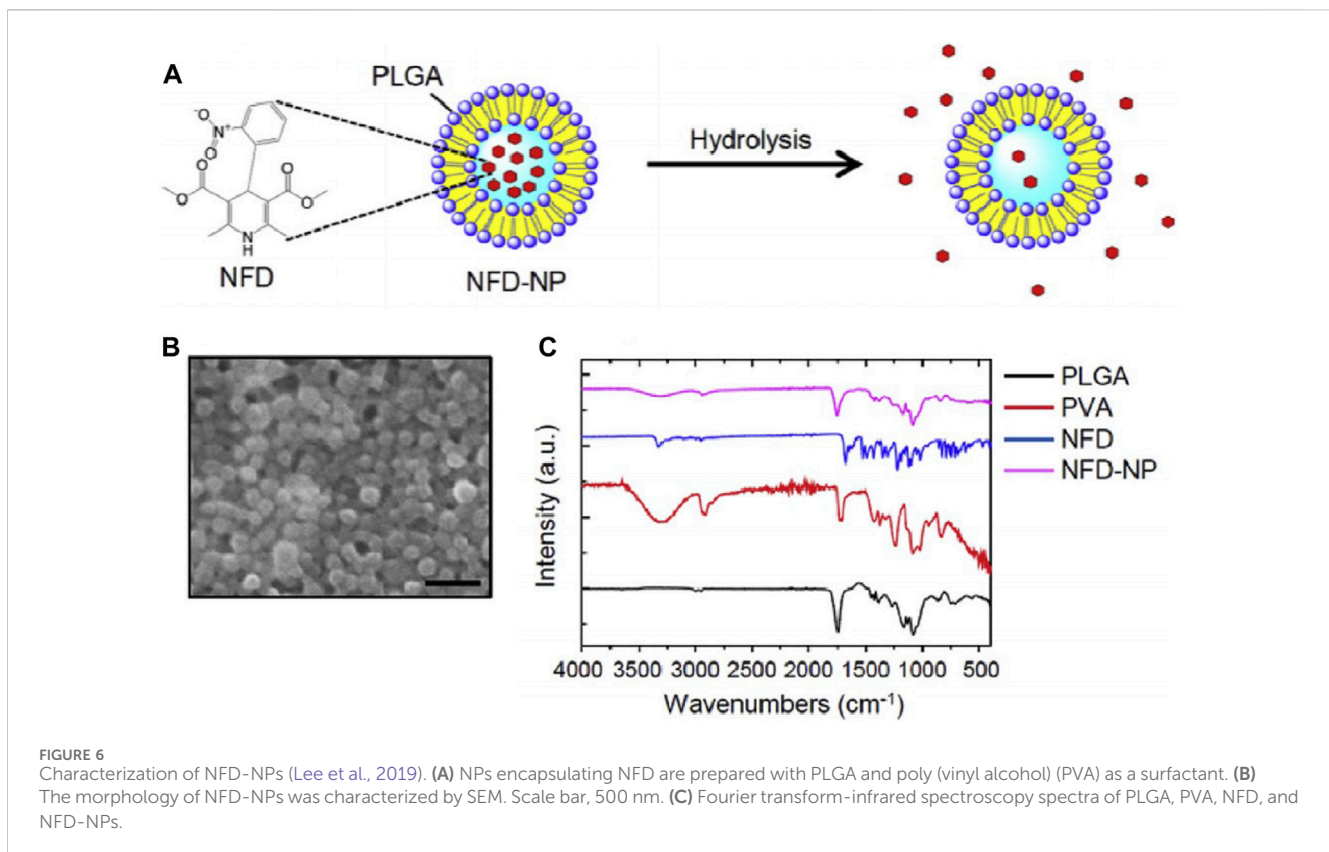 A
PLGA
O
-O
N+
O
O
O
O
N
H
NFD
NFD-NP
Hydrolysis
B
C
Intensity (a.u.)
PLGA
PVA
NFD
NFD-NP
4000 3500 3000 2500 2000 1500 1000 500
Wavenumbers (cm-1)
FIGURE 6
Characterization of NFD-NPs (Lee et al., 2019). (A) NPs encapsulating NFD are prepared with PLGA and poly (vinyl alcohol) (PVA) as a surfactant. (B)
The morphology of NFD-NPs was characterized by SEM. Scale bar, 500 nm. (C) Fourier transform-infrared spectroscopy spectra of PLGA, PVA, NFD, and
NFD-NPs.